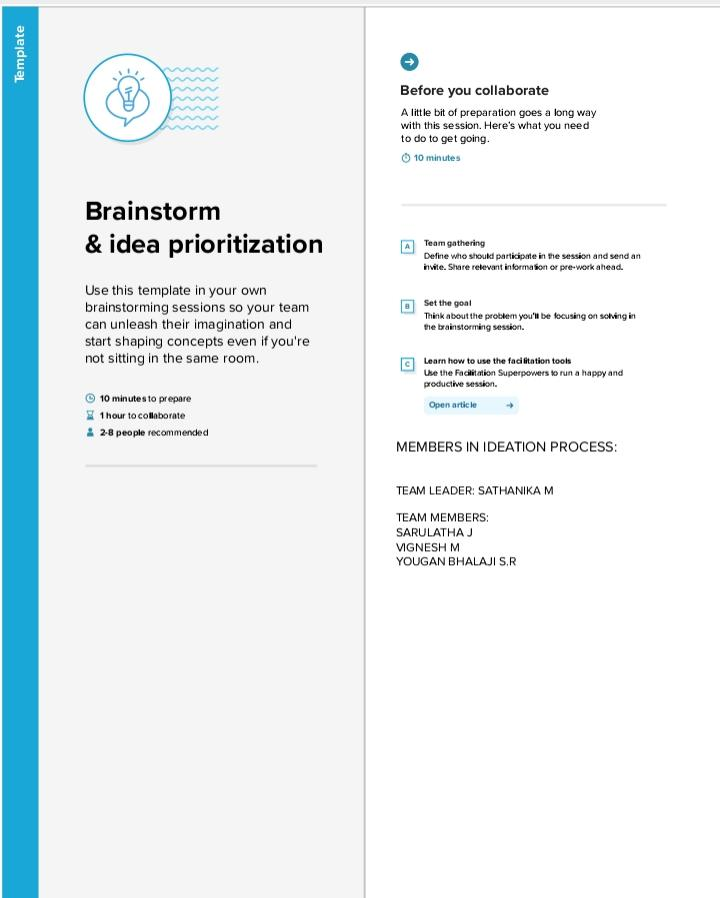 Template
Brainstorm
& idea prioritization
Use this template in your own
brainstorming sessions so your team
can unleash their imagination and
start shaping concepts even if you're
not sitting in the same room.
10 minutes to prepare
1 hour to collaborate
2-8 people recommended
Before you collaborate
A little bit of preparation goes a long way
with this session. Here's what you need
to do to get going.
10 minutes
A
Team gathering
Define who should participate in the session and send an
invite. Share relevant information or pre-work ahead.
B
Set the goal
Think about the problem you'll be focusing on solving in
the brainstorming session.
C
Learn how to use the facilitation tools
Use the Facilitation Superpowers to run a happy and
productive session.
Open article
MEMBERS IN IDEATION PROCESS:
TEAM LEADER: SATHANIKA M
TEAM MEMBERS:
SARULATHA J
VIGNESH M
YOUGAN BHALAJI S.R